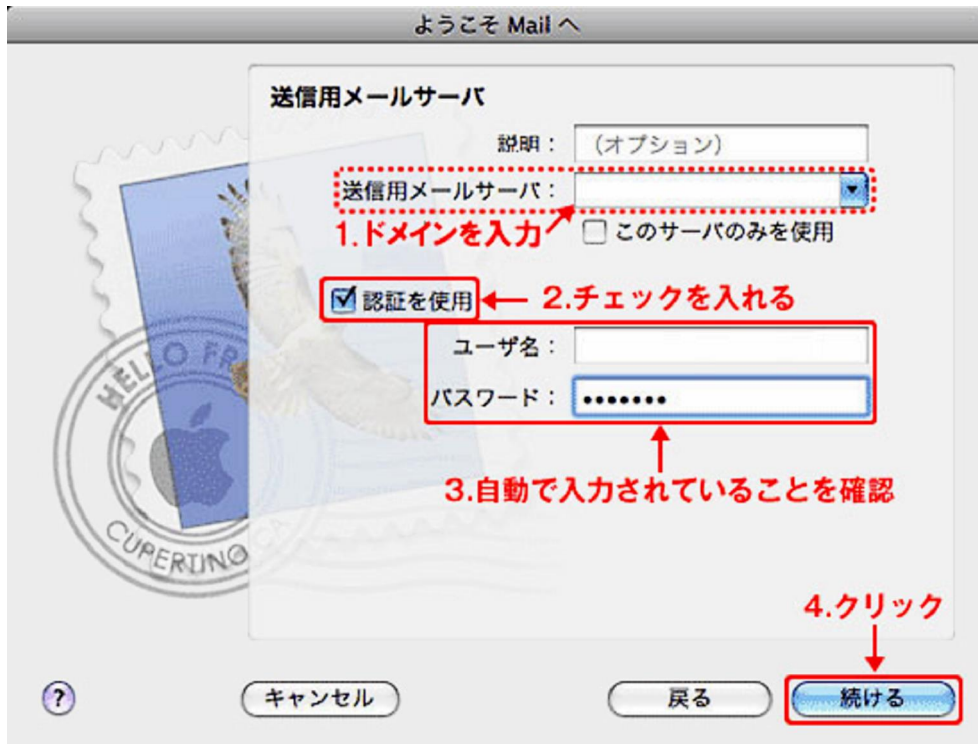 ようこそ Mail へ
送信用メールサーバ
説明： （オプション）
送信用メールサーバ：
1.ドメインを入力
このサーバのみを使用
認証を使用
2.チェックを入れる
ユーザ名：
パスワード： •••••••
3.自動で入力されていることを確認
HELLO FR
CUPERTINO CA
4.クリック
? キャンセル 戻る 続ける